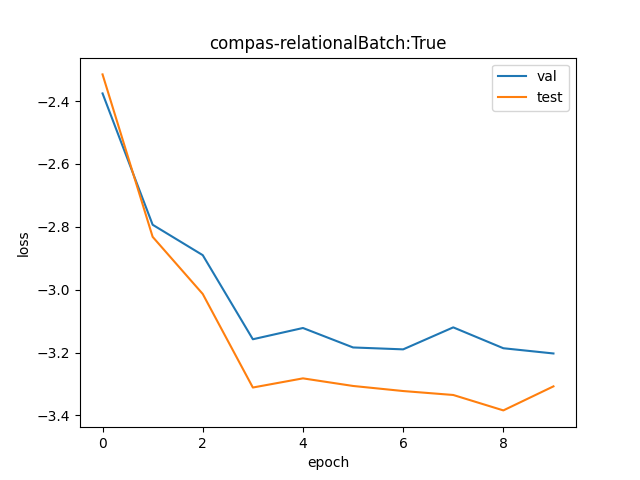 compas-relationalBatch:True
val
test
loss
−2.4
−2.6
−2.8
−3.0
−3.2
−3.4
0 2 4 6 8
epoch